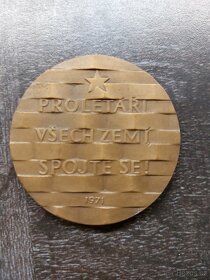 PROLETÁŘI
VŠECH ZEMÍ,
SPOJTE SE!
1971